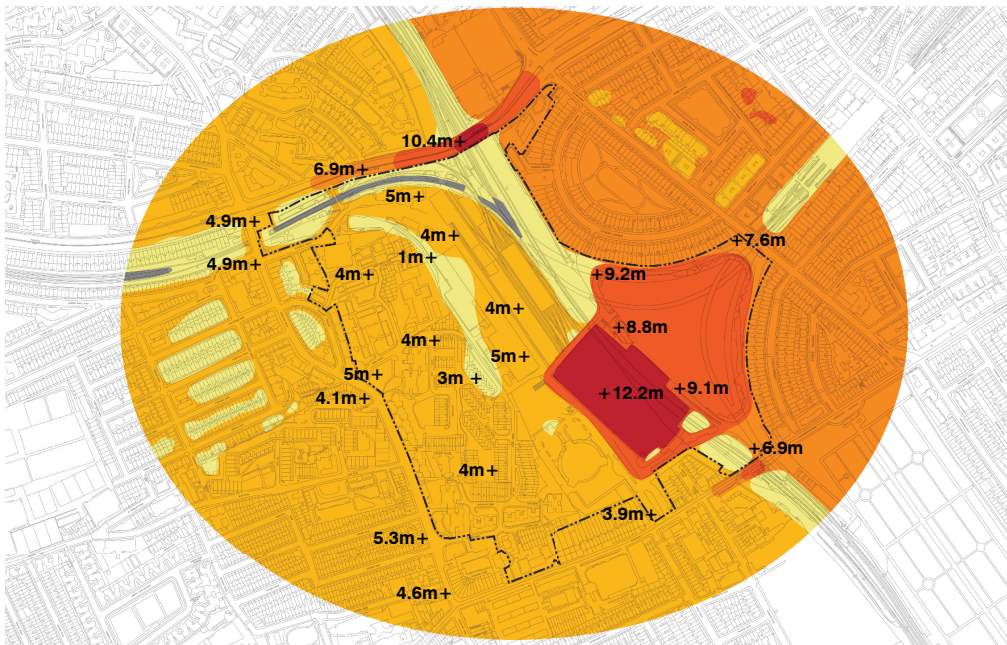 10.4m+
6.9m+
5m+
4.9m+
4m+
+7.6m
1m+
4.9m+
4m+
+9.2m
4m+
+8.8m
4m+
5m+
5m+
3m +
+9.1m
4.1m+
+12.2m
+6.9m
4m+
3.9m+
5.3m+
4.6m+